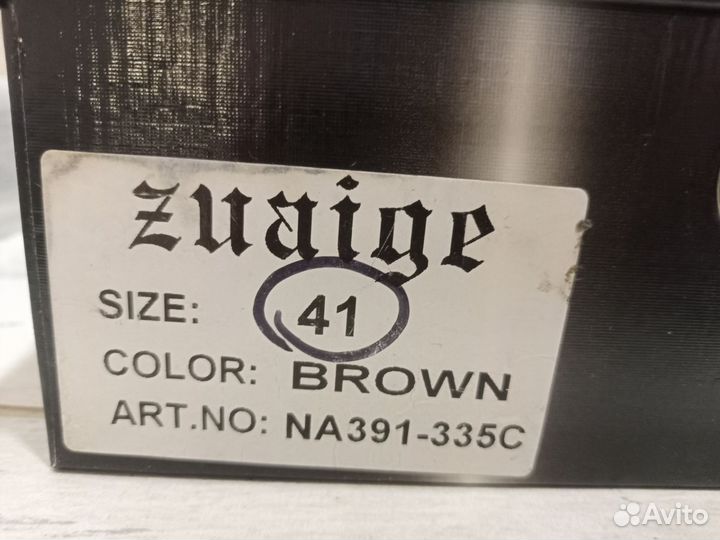 zuaige
SIZE: 41
COLOR: BROWN
ART.NO: NA391-335C
Avito